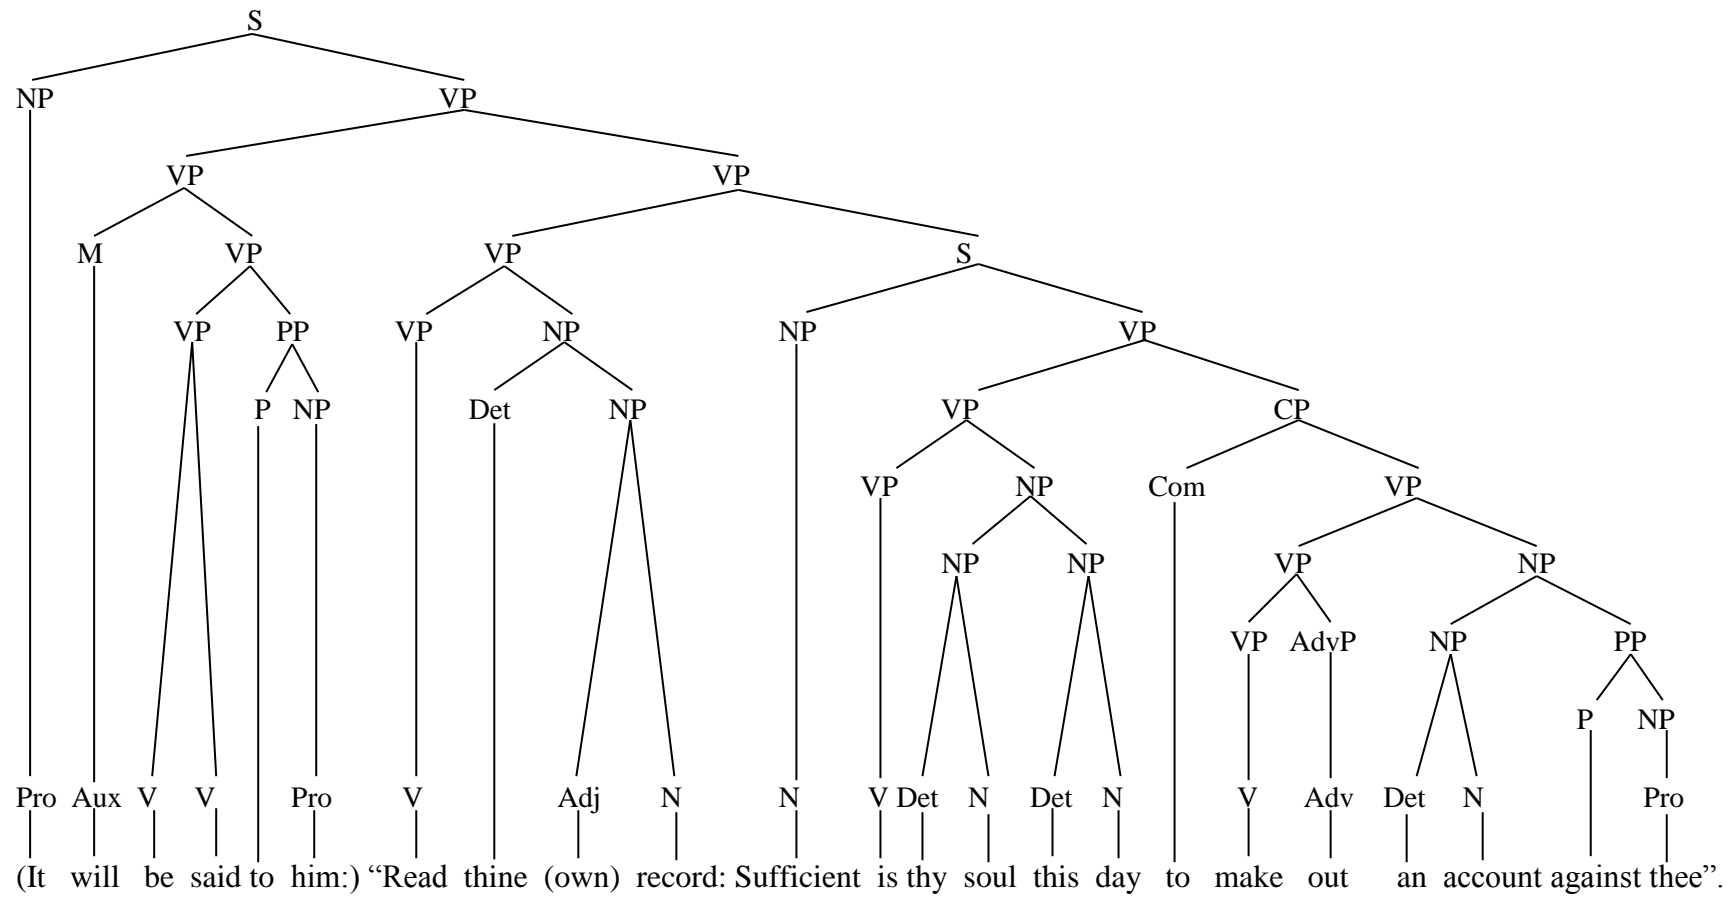 S
NP VP
VP VP
M VP VP S
VP PP VP NP NP VP
P NP Det NP VP CP
VP NP Com VP
NP NP VP NP
VP AdvP NP PP
P NP
Pro Aux V V Pro V Adj N N V Det N Det N V Adv Det N Pro
(It will be said to him:) “Read thine (own) record: Sufficient is thy soul this day to make out an account against thee”.